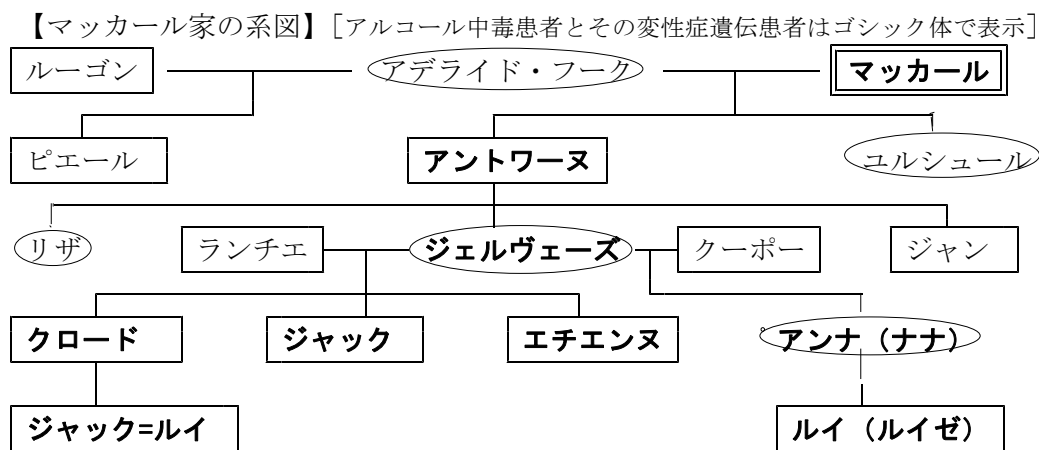 【マッカール家の系図】［アルコール中毒患者とその変性症遺伝患者はゴシック体で表示］
ルーゴン アデライド・フーク マッカール
ピエール アントワーヌ ユルシュール
リザ ランチエ ジェルヴェーズ クーポー ジャン
クロード ジャック エチエンヌ アンナ（ナナ）
ジャック=ルイ ルイ（ルイゼ）